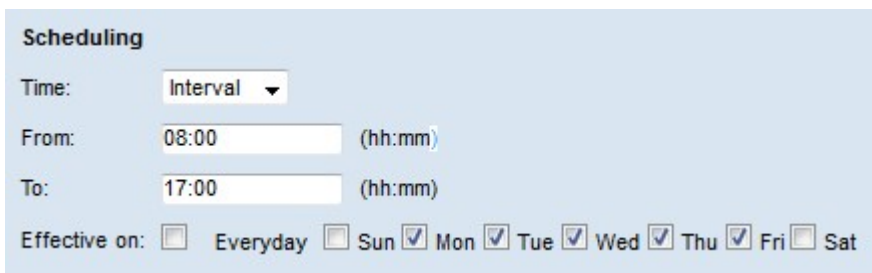 Scheduling
Time: Interval
From: 08:00 (hh:mm)
To: 17:00 (hh:mm)
Effective on: Everyday Sun Mon Tue Wed Thu Fri Sat